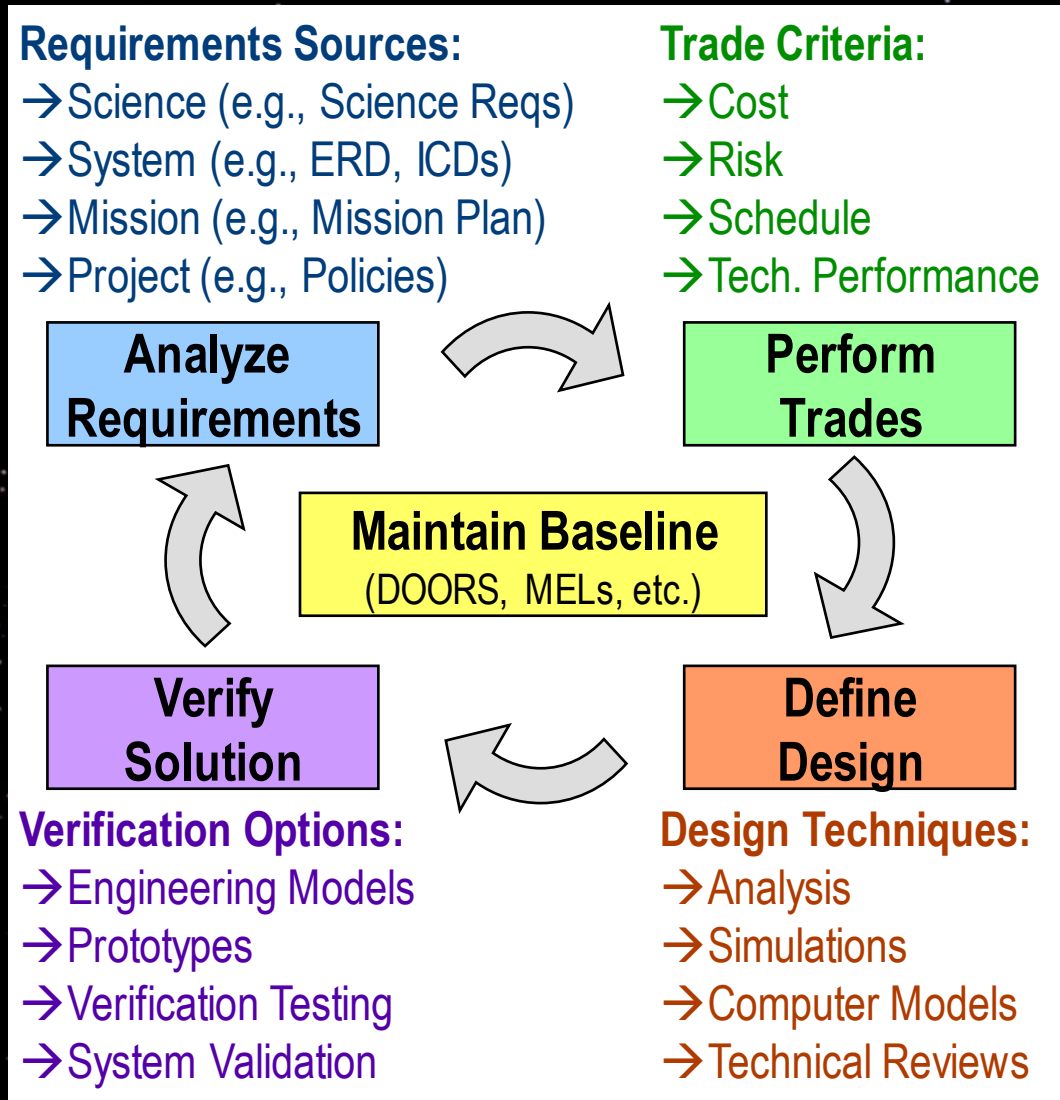 Requirements Sources:
→Science (e.g., Science Reqs)
→System (e.g., ERD, ICDs)
→Mission (e.g., Mission Plan)
→Project (e.g., Policies)
Trade Criteria:
→Cost
→Risk
→Schedule
→Tech. Performance
Analyze
Requirements
Perform
Trades
Maintain Baseline
(DOORS, MELs, etc.)
Verify
Solution
Define
Design
Verification Options:
→Engineering Models
→Prototypes
→Verification Testing
→System Validation
Design Techniques:
→Analysis
→Simulations
→Computer Models
→Technical Reviews